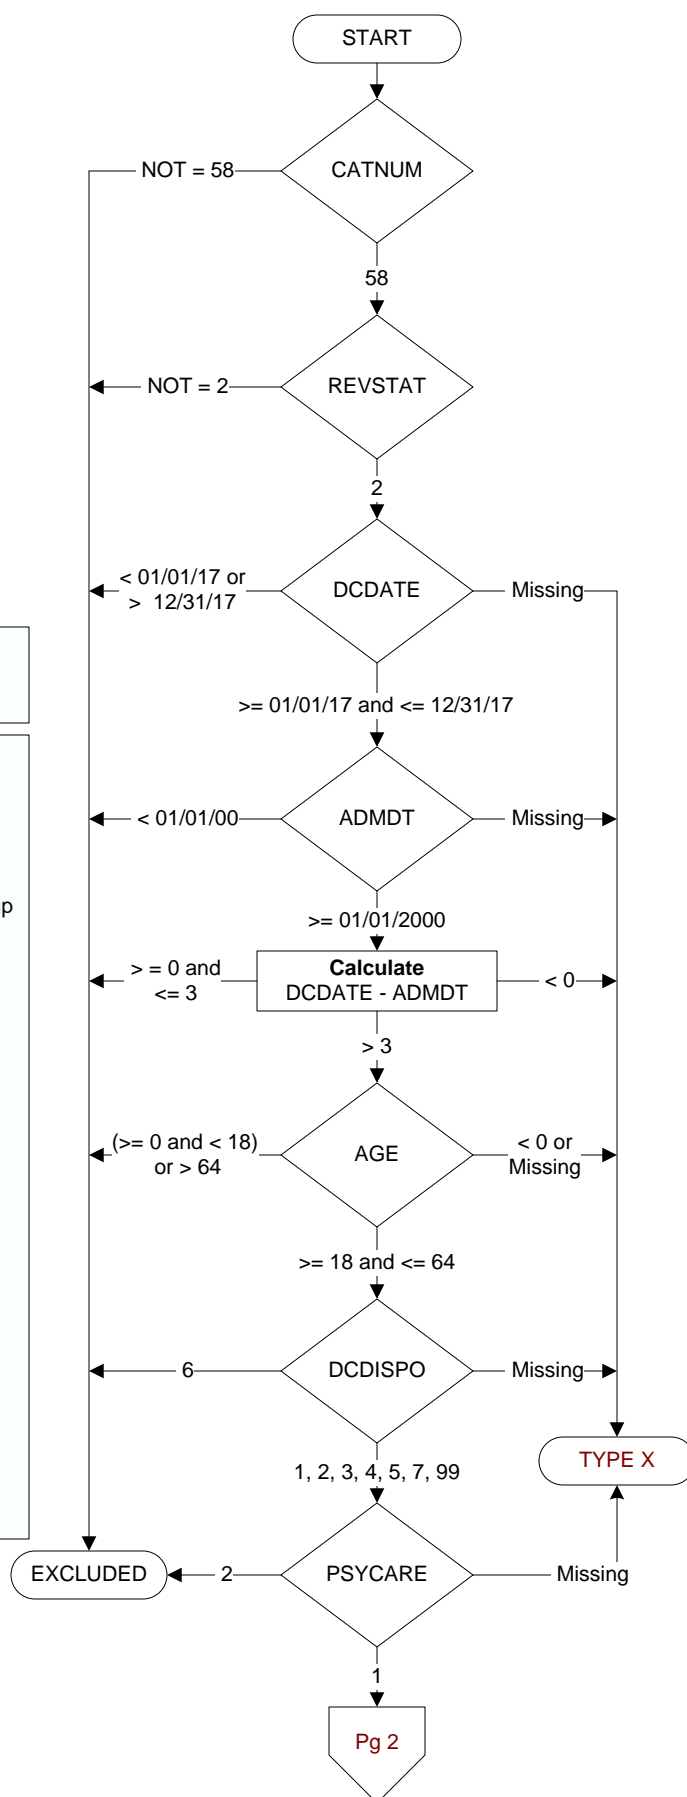 START
CATNUM
NOT = 58
58
REVSTAT
NOT = 2
2
DCDATE
< 01/01/17 or
> 12/31/17
Missing
>= 01/01/17 and <= 12/31/17
ADMDT
< 01/01/00
Missing
p
>= 01/01/2000
Calculate
DCDATE - ADMDT
> = 0 and
<= 3
< 0
> 3
AGE
(>= 0 and < 18)
or > 64
< 0 or
Missing
>= 18 and <= 64
DCDISPO
6
Missing
1, 2, 3, 4, 5, 7, 99
TYPE X
PSYCARE
EXCLUDED
2
Missing
1
Pg 2